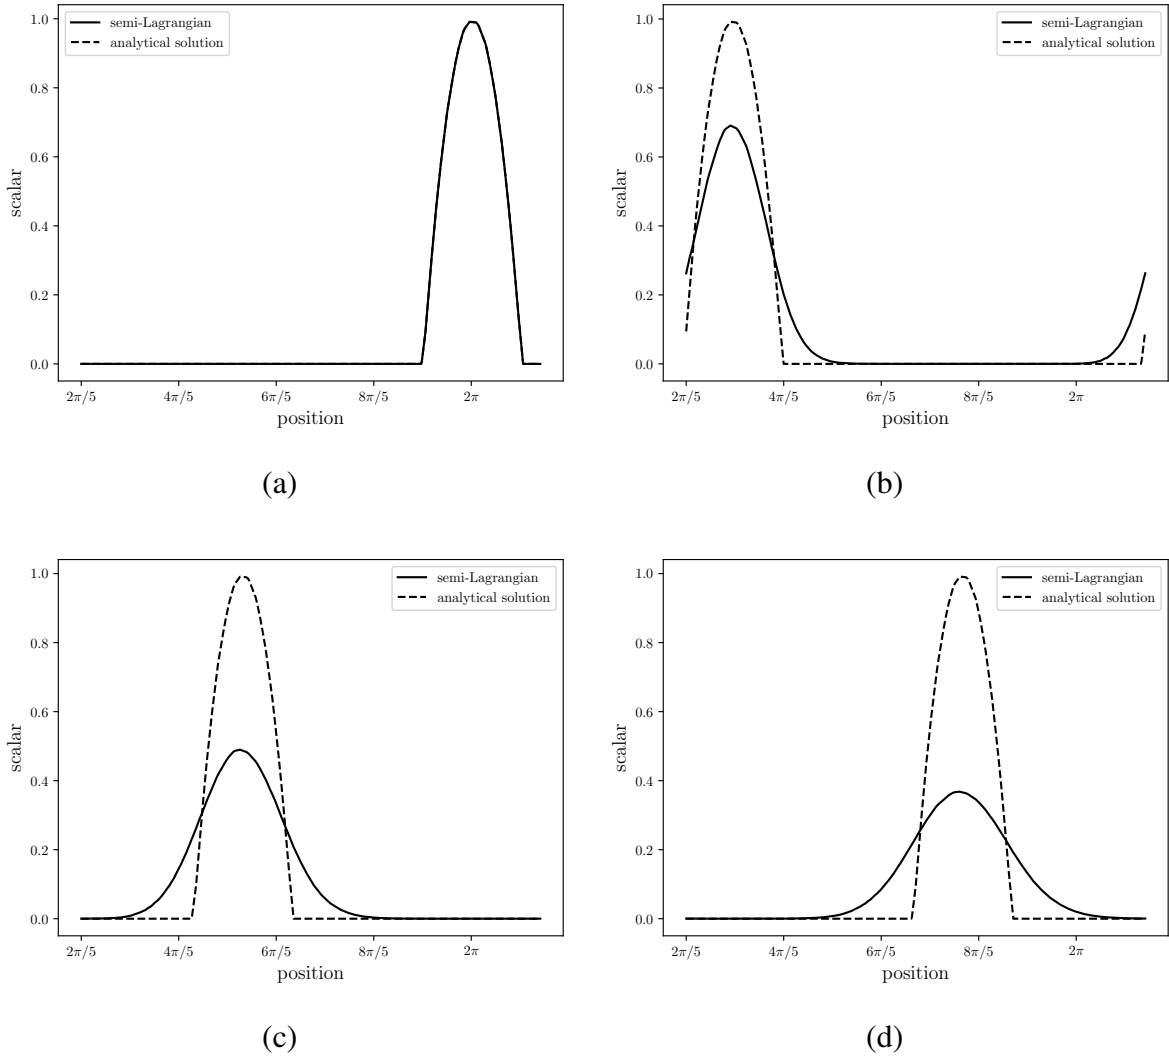 semi-Lagrangian
analytical solution
1.0
0.8
0.6
0.4
0.2
0.0
scalar
2π/5 4π/5 6π/5 8π/5 2π
position
(a)
semi-Lagrangian
analytical solution
1.0
0.8
0.6
0.4
0.2
0.0
scalar
2π/5 4π/5 6π/5 8π/5 2π
position
(b)
semi-Lagrangian
analytical solution
1.0
0.8
0.6
0.4
0.2
0.0
scalar
2π/5 4π/5 6π/5 8π/5 2π
position
(c)
semi-Lagrangian
analytical solution
1.0
0.8
0.6
0.4
0.2
0.0
scalar
2π/5 4π/5 6π/5 8π/5 2π
position
(d)